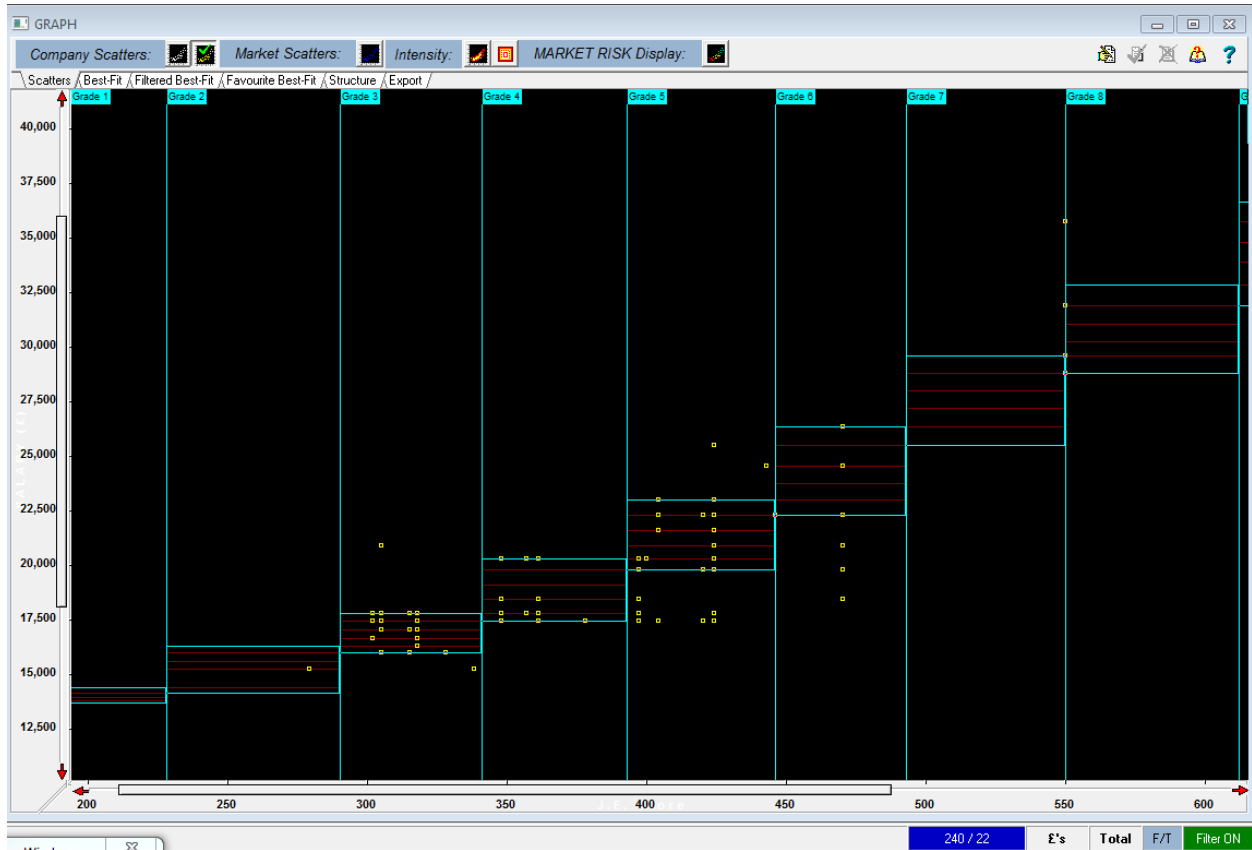 GRAPH
Company Scatters: Market Scatters: Intensity: MARKET RISK Display: ?
Scatters Best-Fit Filtered Best-Fit Favourite Best-Fit Structure Export
Grade 1 Grade 2 Grade 3 Grade 4 Grade 5 Grade 6 Grade 7 Grade 8 G
40,000
37,500
35,000
32,500
30,000
27,500
25,000
22,500
20,000
17,500
15,000
12,500
200 250 300 350 400 450 500 550 600
240 / 22 £'s Total F/T Filter ON